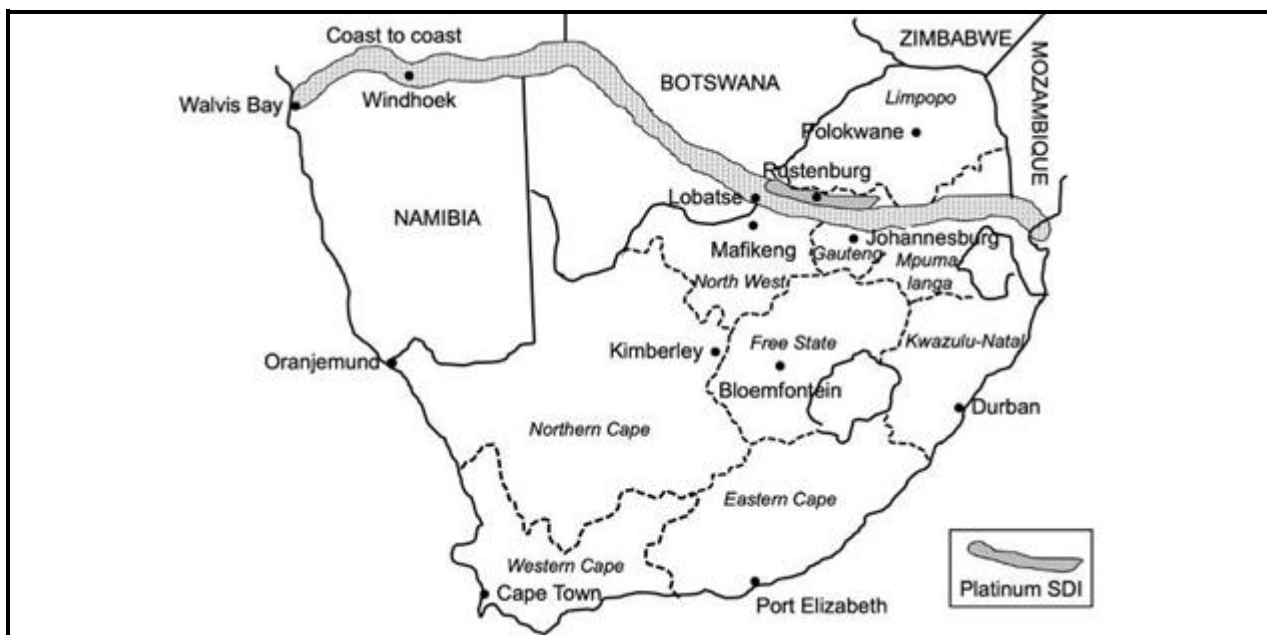 Coast to coast
ZIMBABWE
MOZAMBIQUE
BOTSWANA
Limpopo
Walvis Bay
Windhoek
Polokwane
Rustenburg
Lobatse
NAMIBIA
Mafikeng
Johannesburg
Gauteng
Mpuma
langa
North West
Oranjemund
Kimberley
Free State
Kwazulu-Natal
Bloemfontein
Durban
Northern Cape
Eastern Cape
Western Cape
Cape Town
Port Elizabeth
Platinum SDI